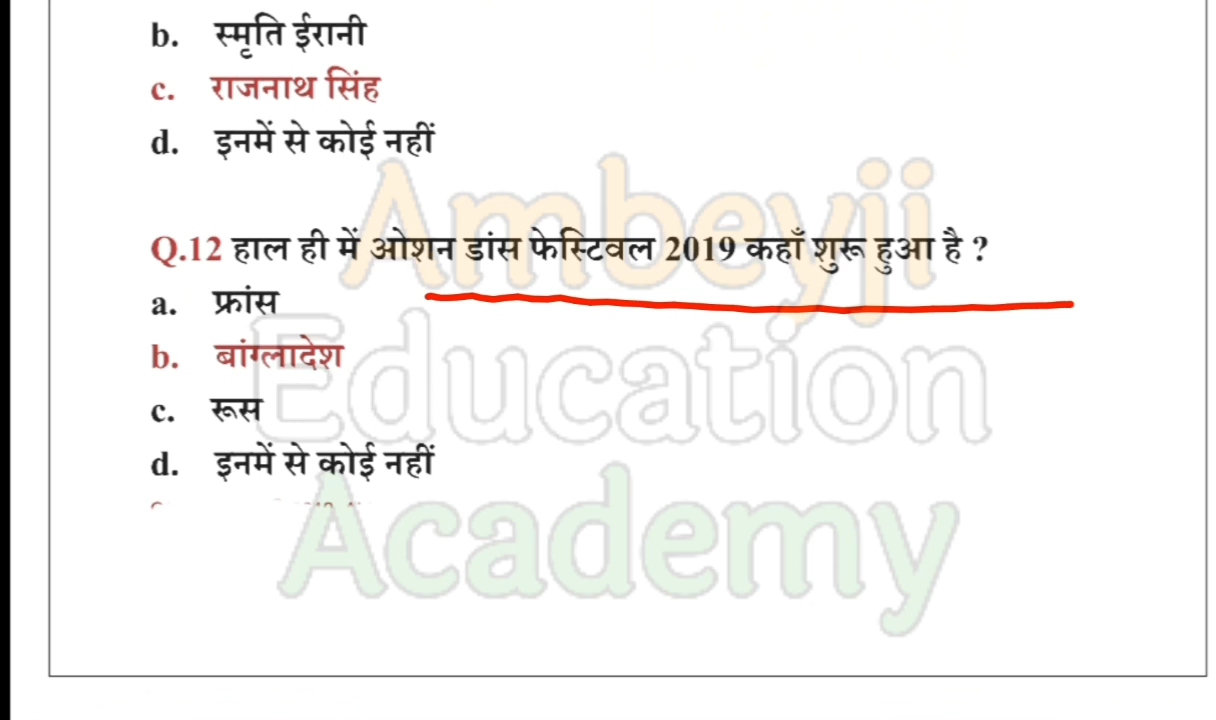 b. स्मृति ईरानी
c. राजनाथ सिंह
d. इनमें से कोई नहीं
Q.12 हाल ही में ओशन डांस फेस्टिवल 2019 कहाँ शुरू हुआ है ?
a. फ्रांस
b. बांग्लादेश
c. रूस
d. इनमें से कोई नहीं
Ambeyji
Education
Academy